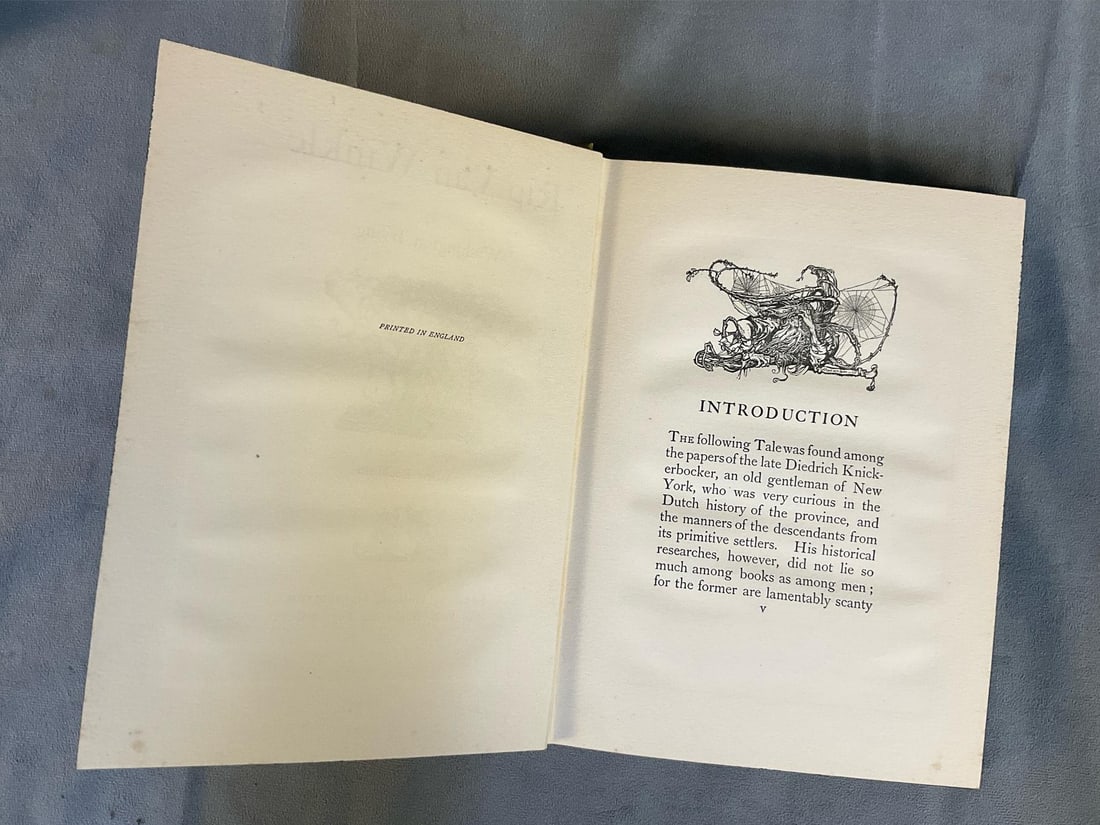 PRINTED IN ENGLAND
INTRODUCTION
THE following Tale was found among
the papers of the late Diedrich Knick-
erbocker, an old gentleman of New
York, who was very curious in the
Dutch history of the province, and
the manners of the descendants from
its primitive settlers. His historical
researches, however, did not lie so
much among books as among men ;
for the former are lamentably scanty
v